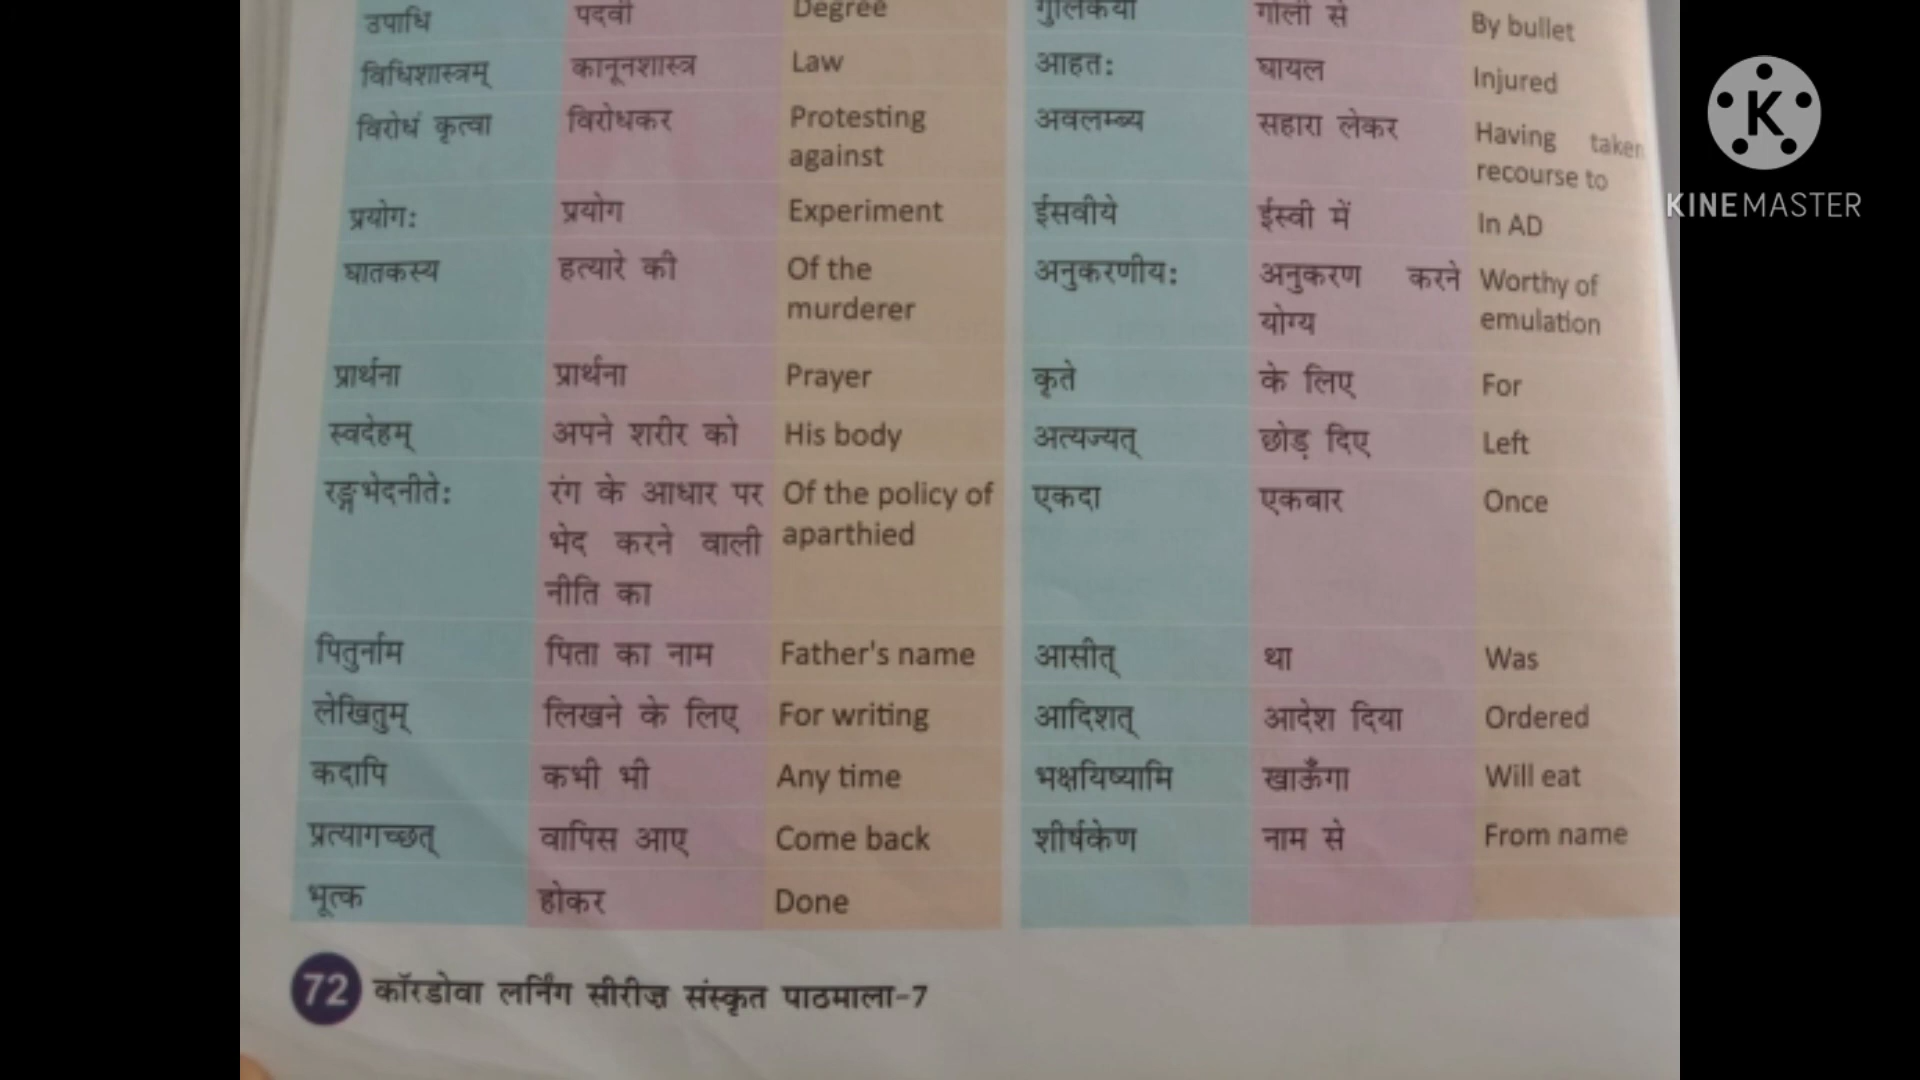 उपाधि पदवी Degree
विधिशास्त्रम् कानूनशास्त्र Law
विरोधं कृत्वा विरोधकर Protesting
against
प्रयोगः प्रयोग Experiment
घातकस्य हत्यारे की Of the
murderer
प्रार्थना प्रार्थना Prayer
स्वदेहम् अपने शरीर को His body
रङ्गभेदनीतेः रंग के आधार पर Of the policy of
भेद करने वाली aparthied
नीति का
पितुर्नाम पिता का नाम Father's name
लेखितुम् लिखने के लिए For writing
कदापि कभी भी Any time
प्रत्यागच्छत् वापिस आए Come back
भूत्क होकर Done
गुलिकया गोली से By bullet
आहतः घायल Injured
अवलम्ब्य सहारा लेकर Having taken
recourse to
ईसवीये ईस्वी में In AD
अनुकरणीयः अनुकरण करने Worthy of
योग्य emulation
कृते के लिए For
अत्यज्यत् छोड़ दिए Left
एकदा एकबार Once
आसीत् था Was
आदिशत् आदेश दिया Ordered
भक्षयिष्यामि खाऊँगा Will eat
शीर्षकेण नाम से From name
72 कॉरडोवा लर्निंग सीरीज़ संस्कृत पाठमाला-7
K
KINEMASTER